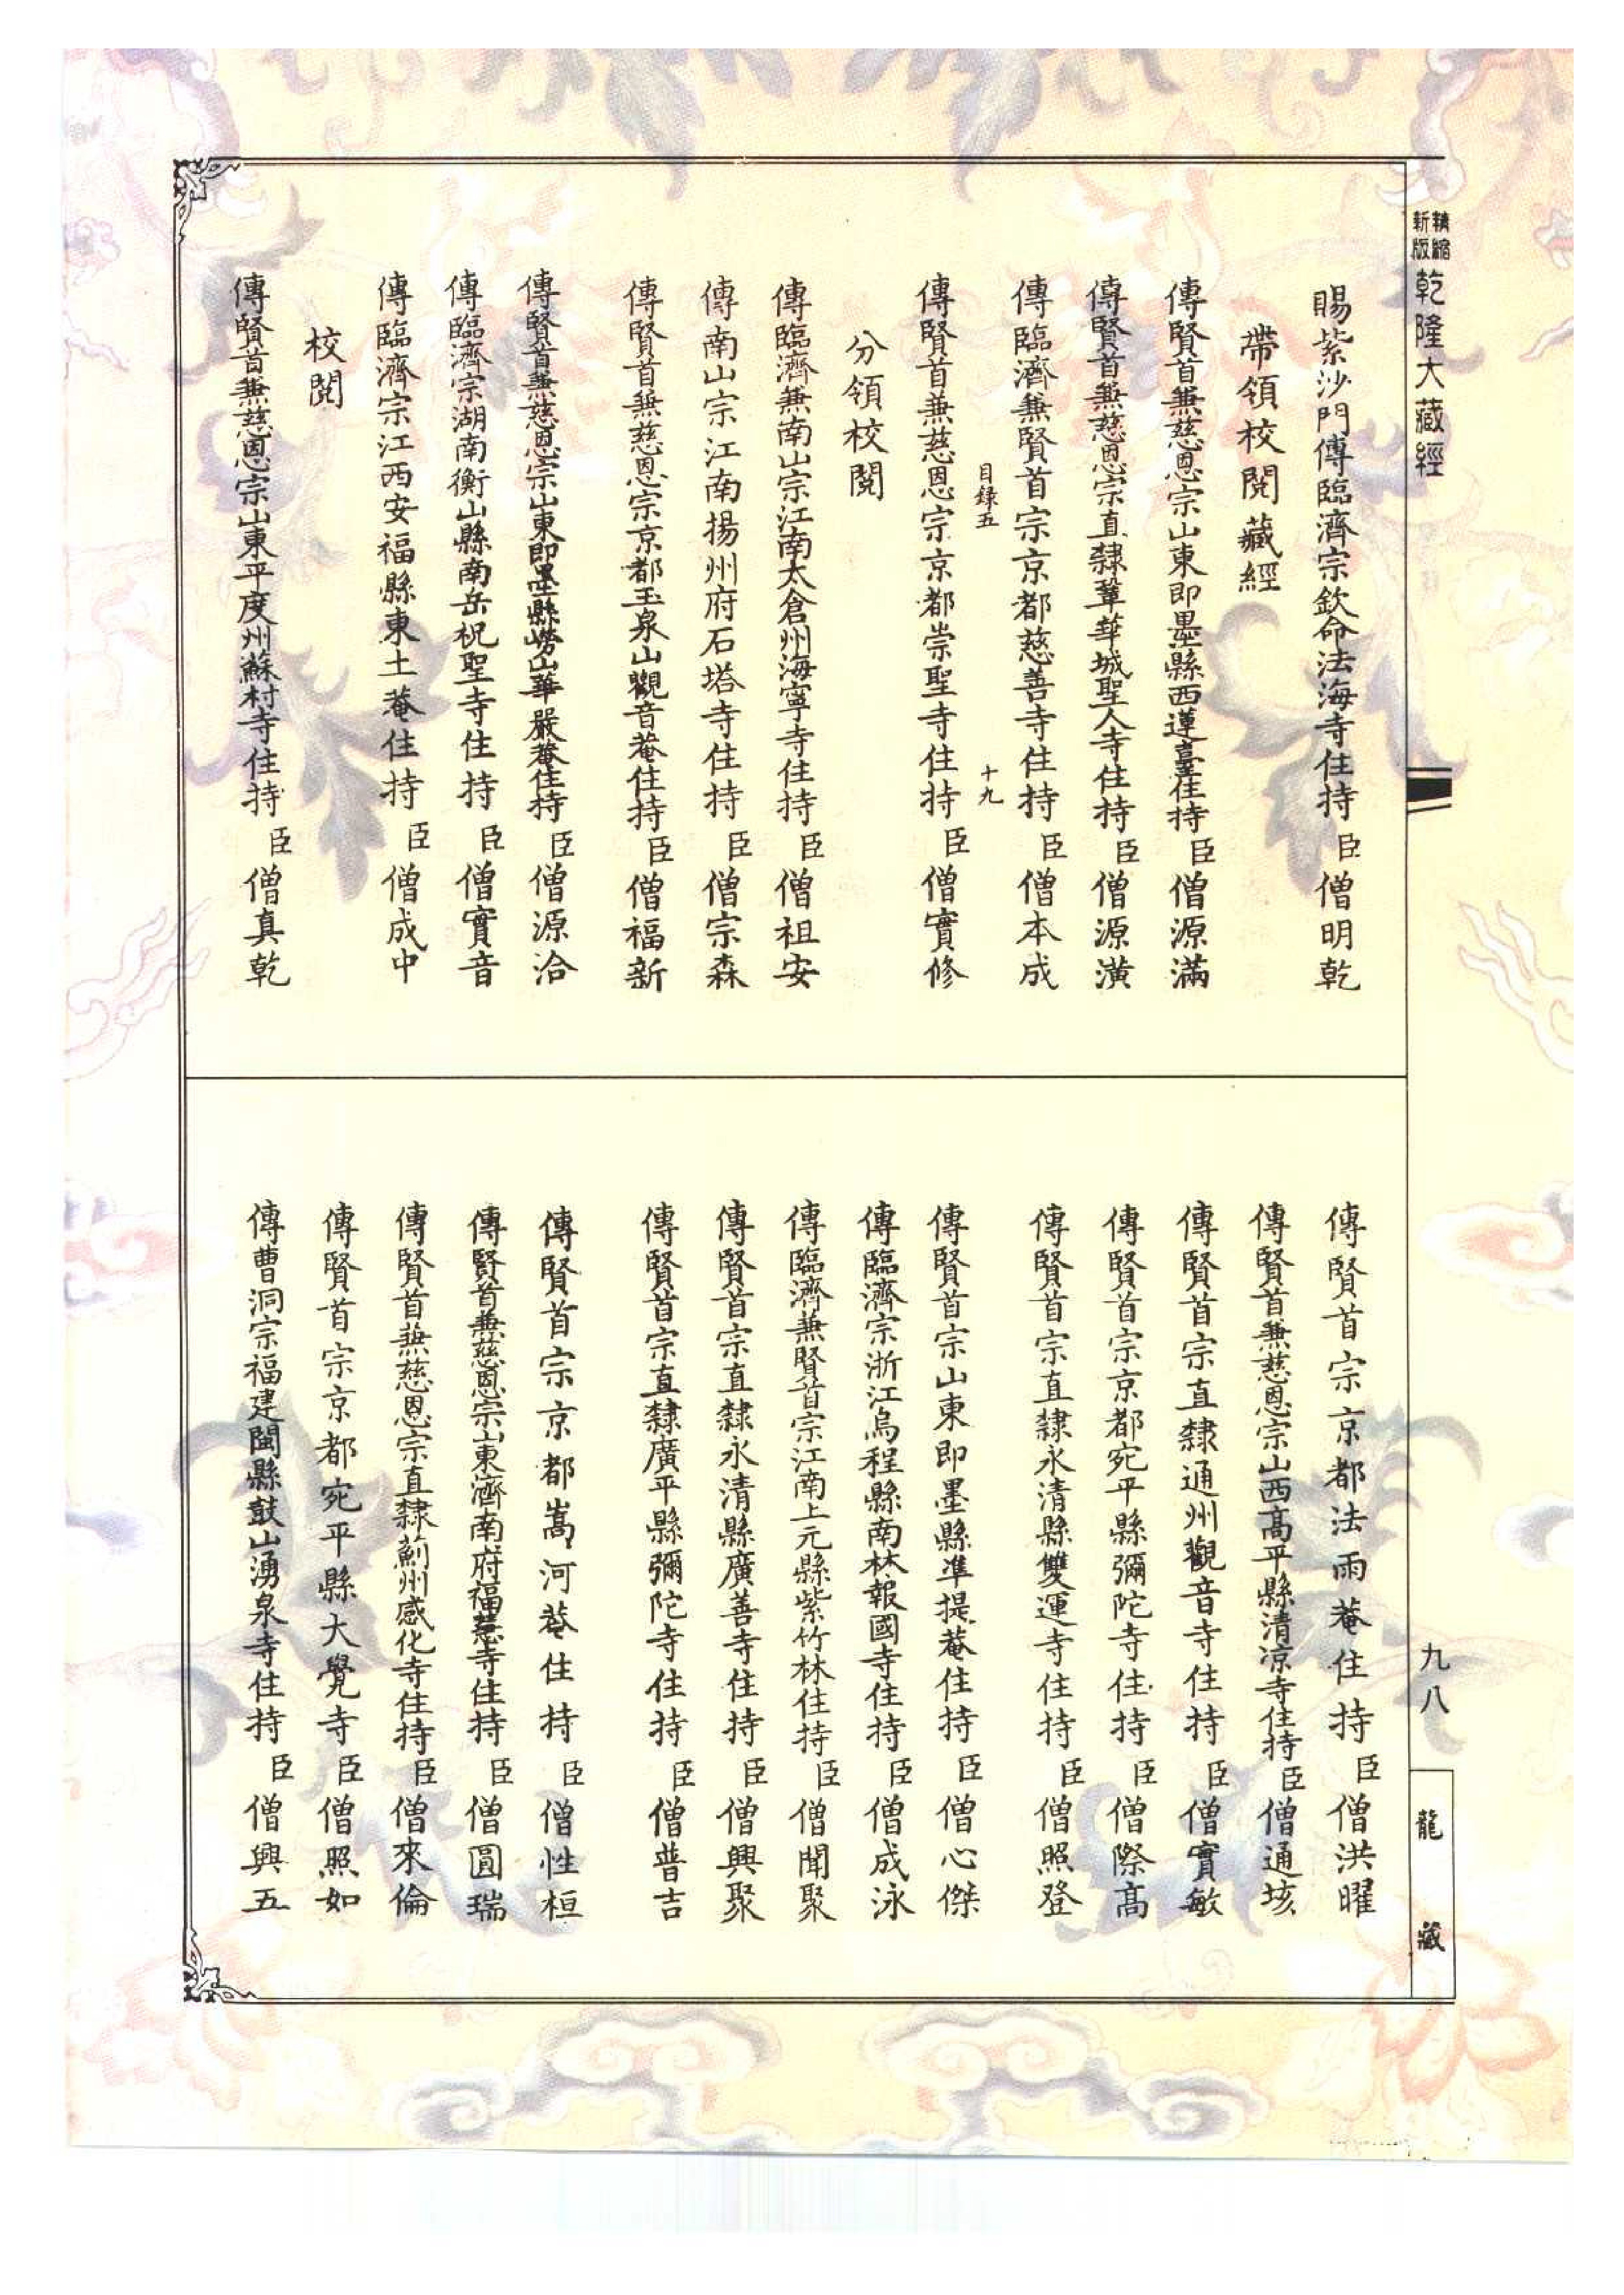 精縮新版
乾隆大藏經
賜紫沙門傳臨濟宗欽命法海寺住持臣僧明乾
帶領校閱藏經
傳賢首兼慈恩宗山東即墨縣西蓮臺住持臣僧源滿
傳賢首兼慈恩宗直隸鞏華城聖人寺住持臣僧源潢
傳臨濟兼賢首宗京都慈善寺住持臣僧本成
目錄五 十九
傳賢首兼慈恩宗京都崇聖寺住持臣僧實修
分領校閱
傳臨濟兼南山宗江南太倉州海寧寺住持臣僧祖安
傳南山宗江南揚州府石塔寺住持臣僧宗森
傳賢首兼慈恩宗京都玉泉山觀音菴住持臣僧福新
傳賢首兼慈恩宗山東即墨縣嶗山華嚴菴住持臣僧源洽
傳臨濟宗湖南衡山縣南岳祝聖寺住持臣僧實音
傳臨濟宗江西安福縣東土菴住持臣僧成中
校閱
傳賢首兼慈恩宗山東平度州蘇村寺住持臣僧真乾
傳賢首宗京都法雨菴住持臣僧洪曜
傳賢首兼慈恩宗山西高平縣清涼寺住持臣僧通垓
傳賢首宗直隸通州觀音寺住持臣僧實敏
傳賢首宗京都宛平縣彌陀寺住持臣僧際高
傳賢首宗直隸永清縣雙運寺住持臣僧照登
傳賢首宗山東即墨縣準提菴住持臣僧心傑
傳臨濟宗浙江烏程縣南林報國寺住持臣僧成泳
傳臨濟兼賢首宗江南上元縣紫竹林住持臣僧聞聚
傳賢首宗直隸永清縣廣善寺住持臣僧興聚
傳賢首宗直隸廣平縣彌陀寺住持臣僧普吉
傳賢首宗京都嵩河菴住持臣僧性桓
傳賢首兼慈恩宗山東濟南府福慧寺住持臣僧圓瑞
傳賢首兼慈恩宗直隸薊州感化寺住持臣僧來倫
傳賢首宗京都宛平縣大覺寺臣僧照如
傳曹洞宗福建閩縣鼓山湧泉寺住持臣僧興五
九八
龍藏